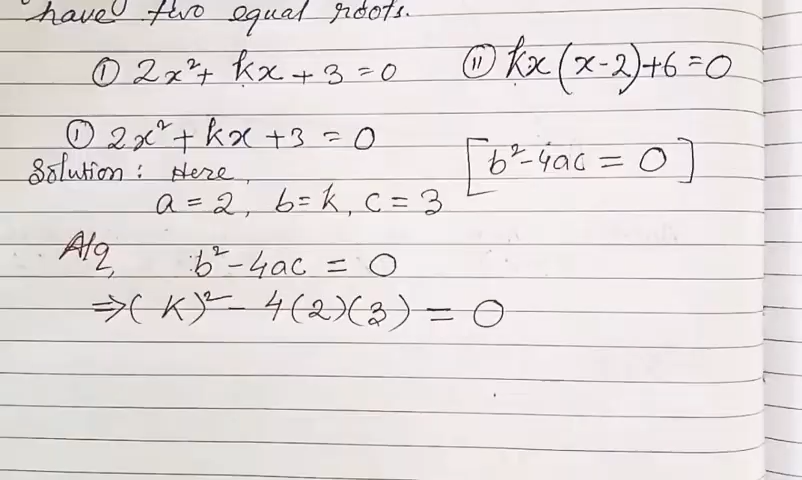 have two equal roots.
(i) 2x² + kx + 3 = 0 (ii) kx(x-2)+6=0
(i) 2x² + kx + 3 = 0
Solution : Here, [b²-4ac = 0]
a = 2, b = k, c = 3
A/q, b² - 4ac = 0
⇒ (k)² - 4(2)(3) = 0